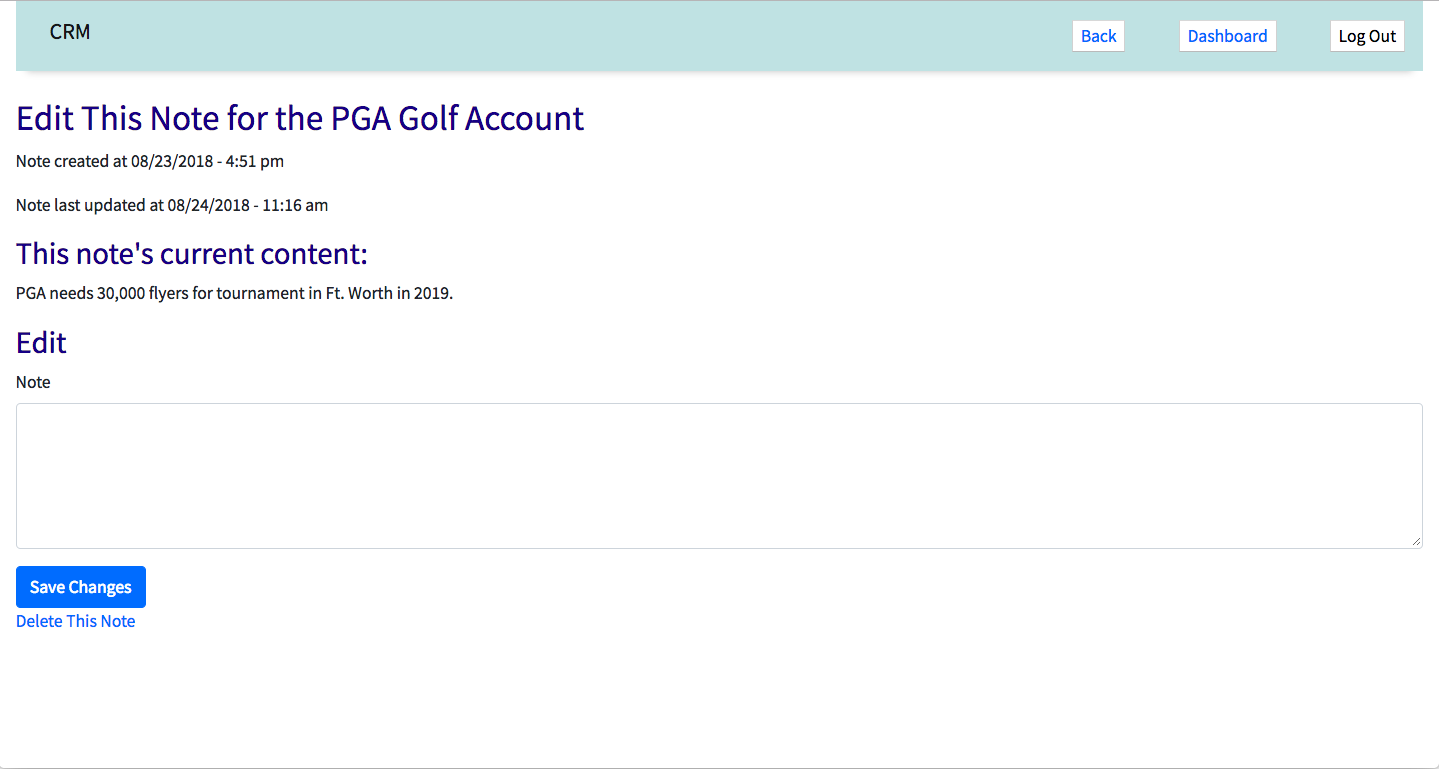 CRM
Back
Dashboard
Log Out
Edit This Note for the PGA Golf Account
Note created at 08/23/2018 - 4:51 pm
Note last updated at 08/24/2018 - 11:16 am
This note's current content:
PGA needs 30,000 flyers for tournament in Ft. Worth in 2019.
Edit
Note
Save Changes
Delete This Note